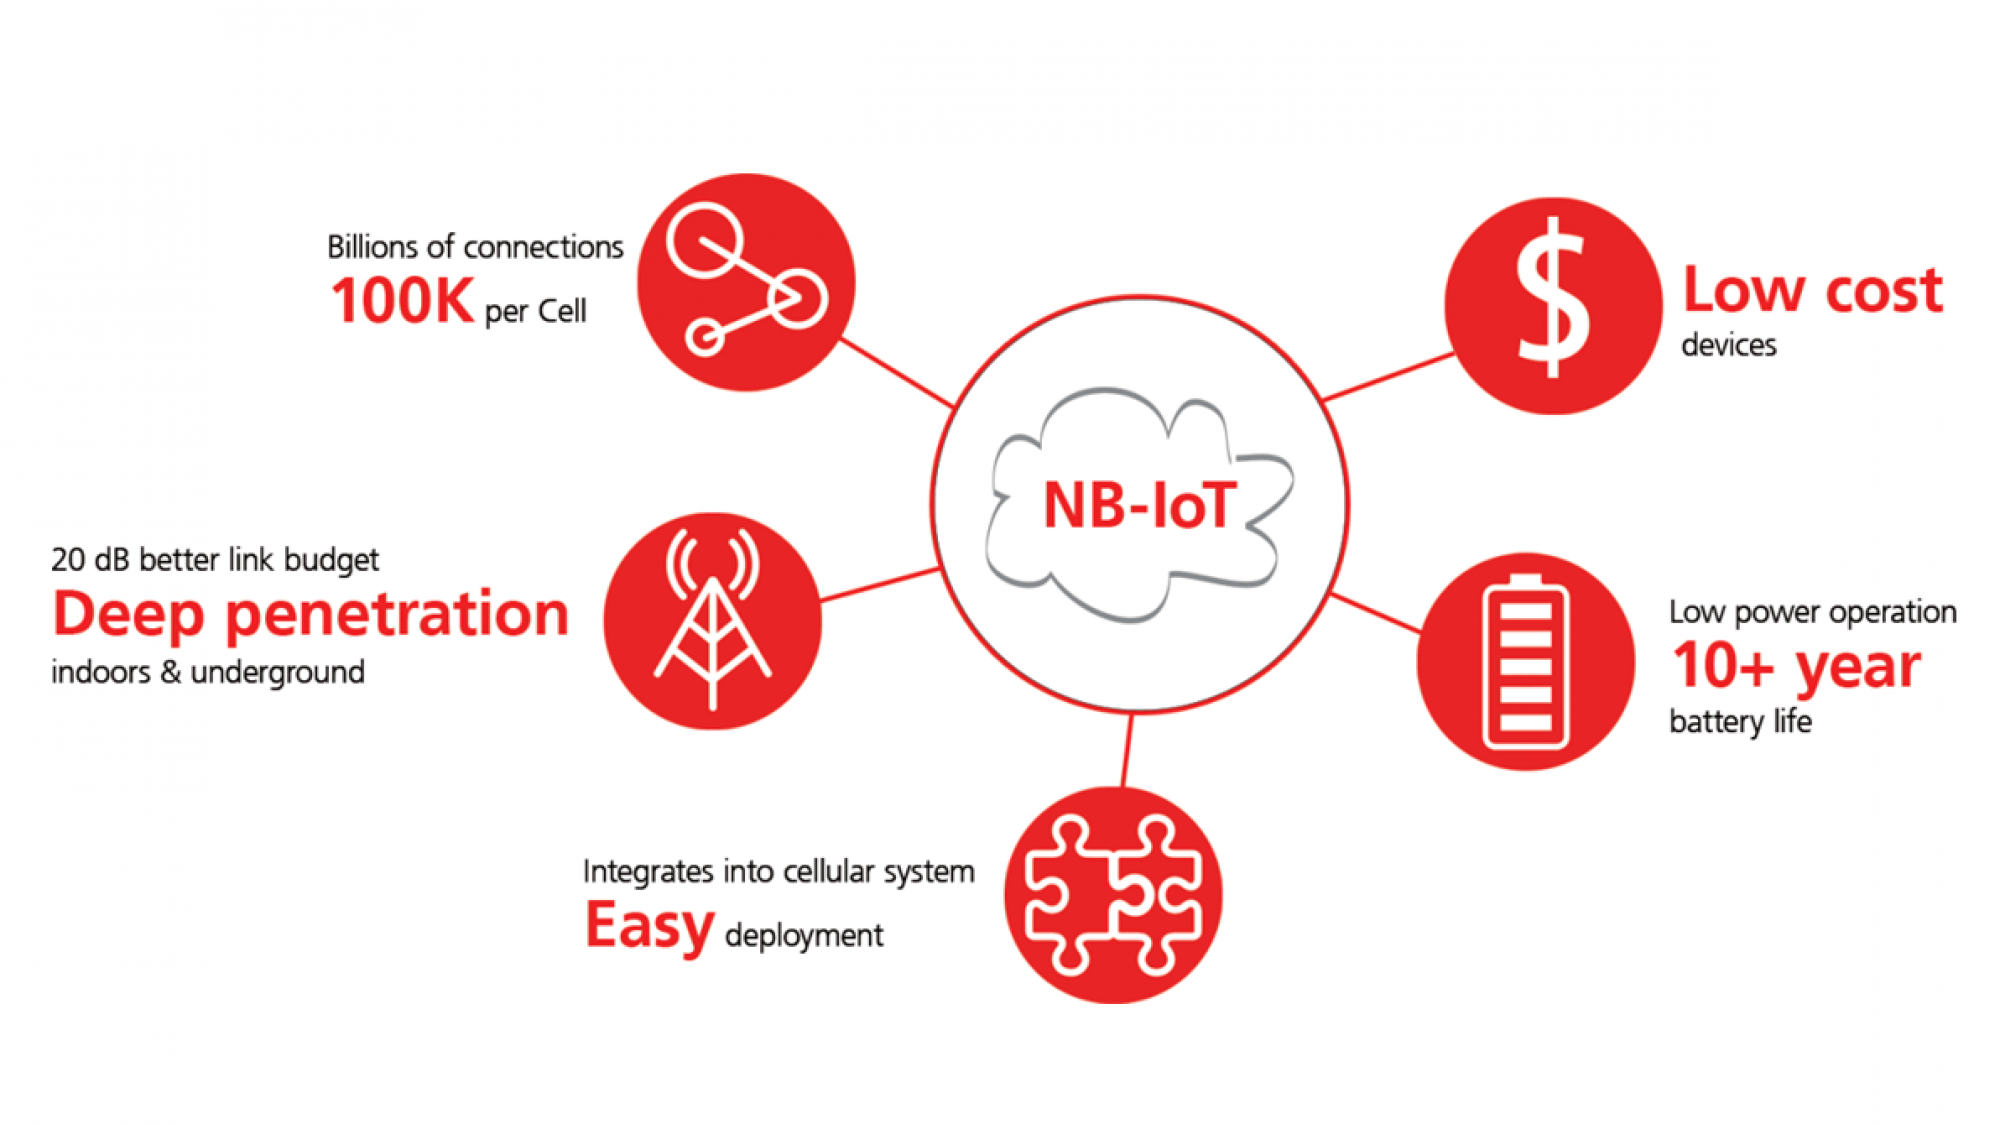 Billions of connections
100K per Cell
Low cost
devices
NB-IoT
20 dB better link budget
Deep penetration
indoors & underground
Low power operation
10+ year
battery life
Integrates into cellular system
Easy deployment